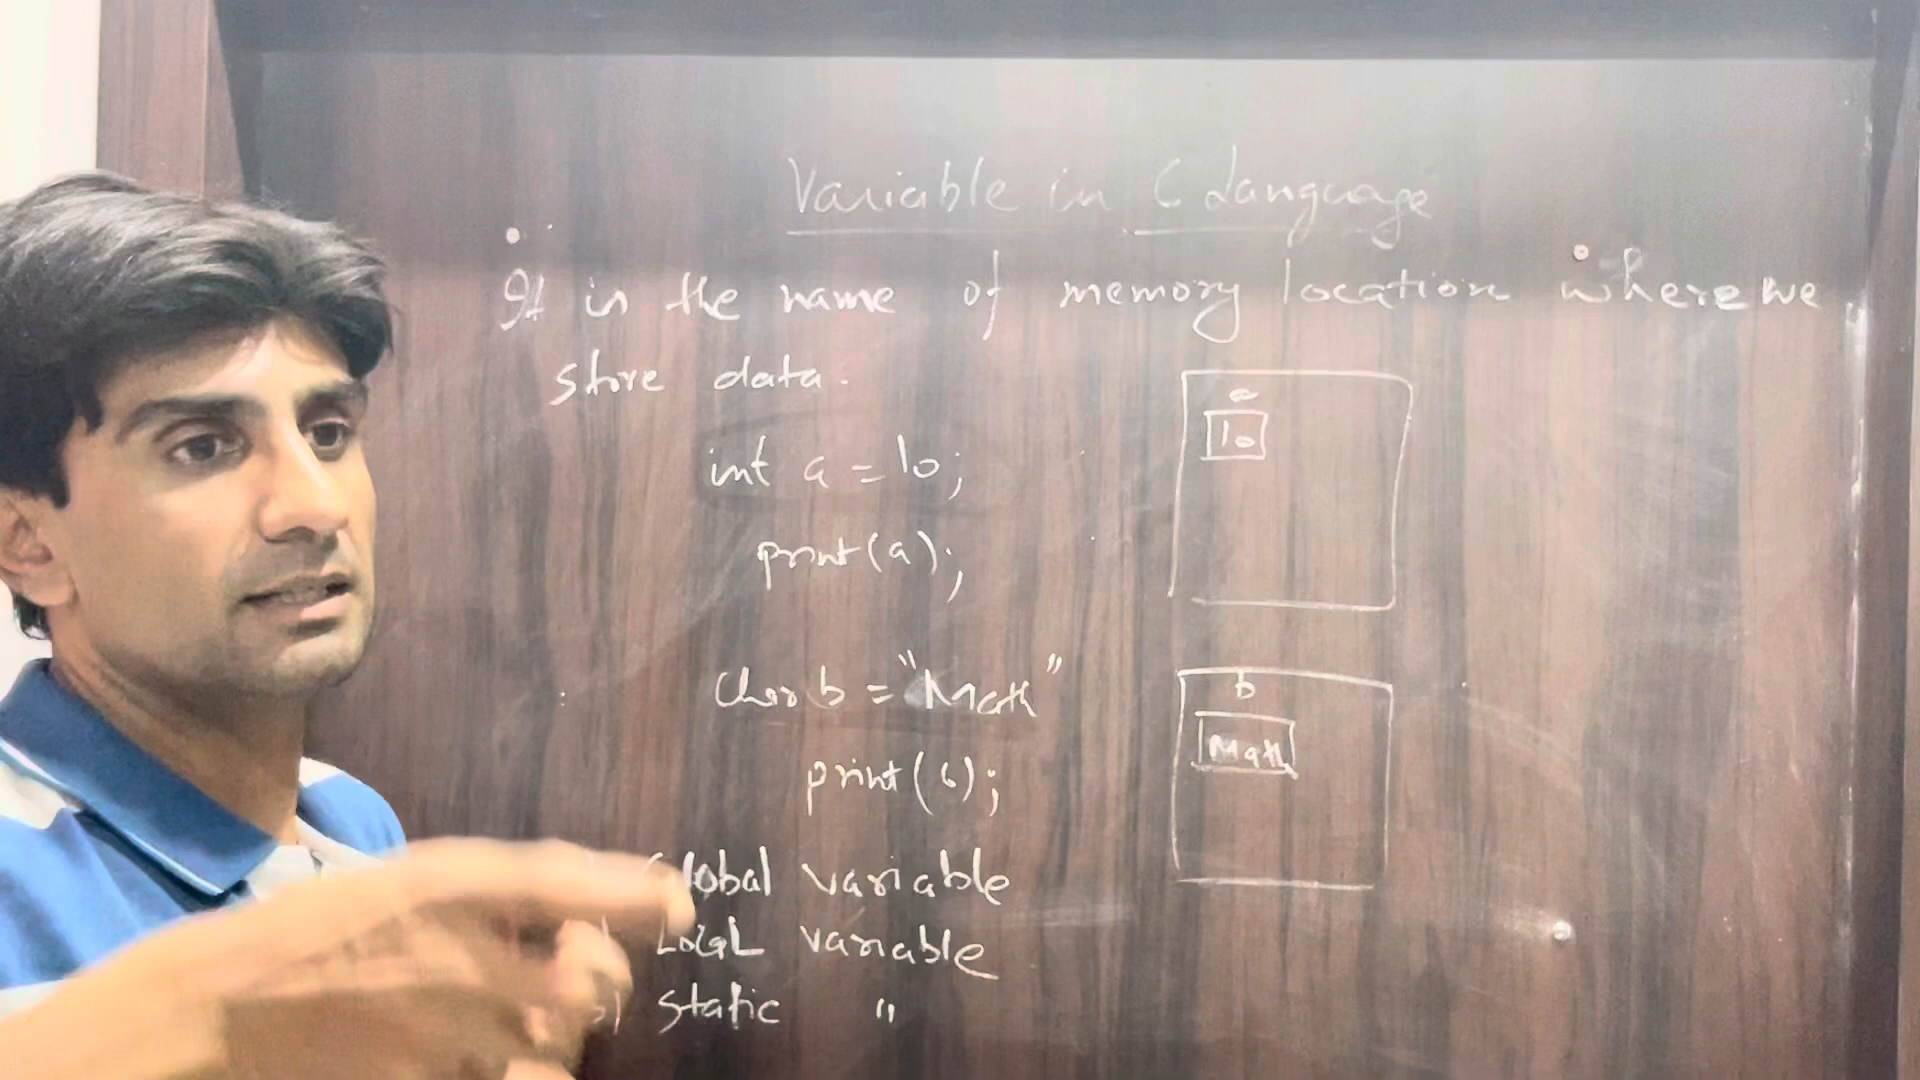 Variable in C Language
It is the name of memory location where we
store data.
int a = 10;
print(a);
a
10
char b = "Math"
print(b);
b
Math
Global variable
Local variable
3) Static "